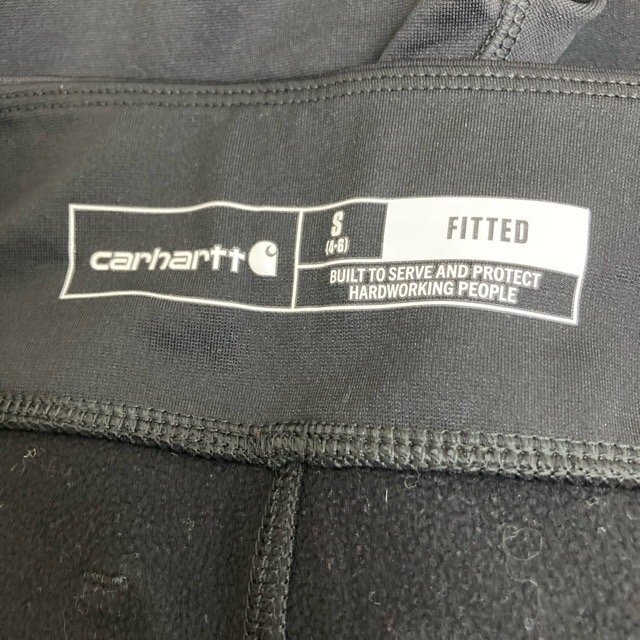 carhartt
S
(4-6)
FITTED
BUILT TO SERVE AND PROTECT
HARDWORKING PEOPLE